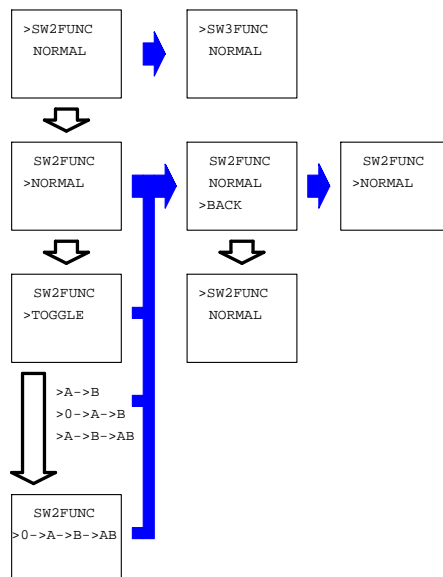 >SW2FUNC
NORMAL
>SW3FUNC
NORMAL
SW2FUNC
>NORMAL
SW2FUNC
NORMAL
>BACK
SW2FUNC
>NORMAL
SW2FUNC
>TOGGLE
>SW2FUNC
NORMAL
>A->B
>0->A->B
>A->B->AB
SW2FUNC
>0->A->B->AB